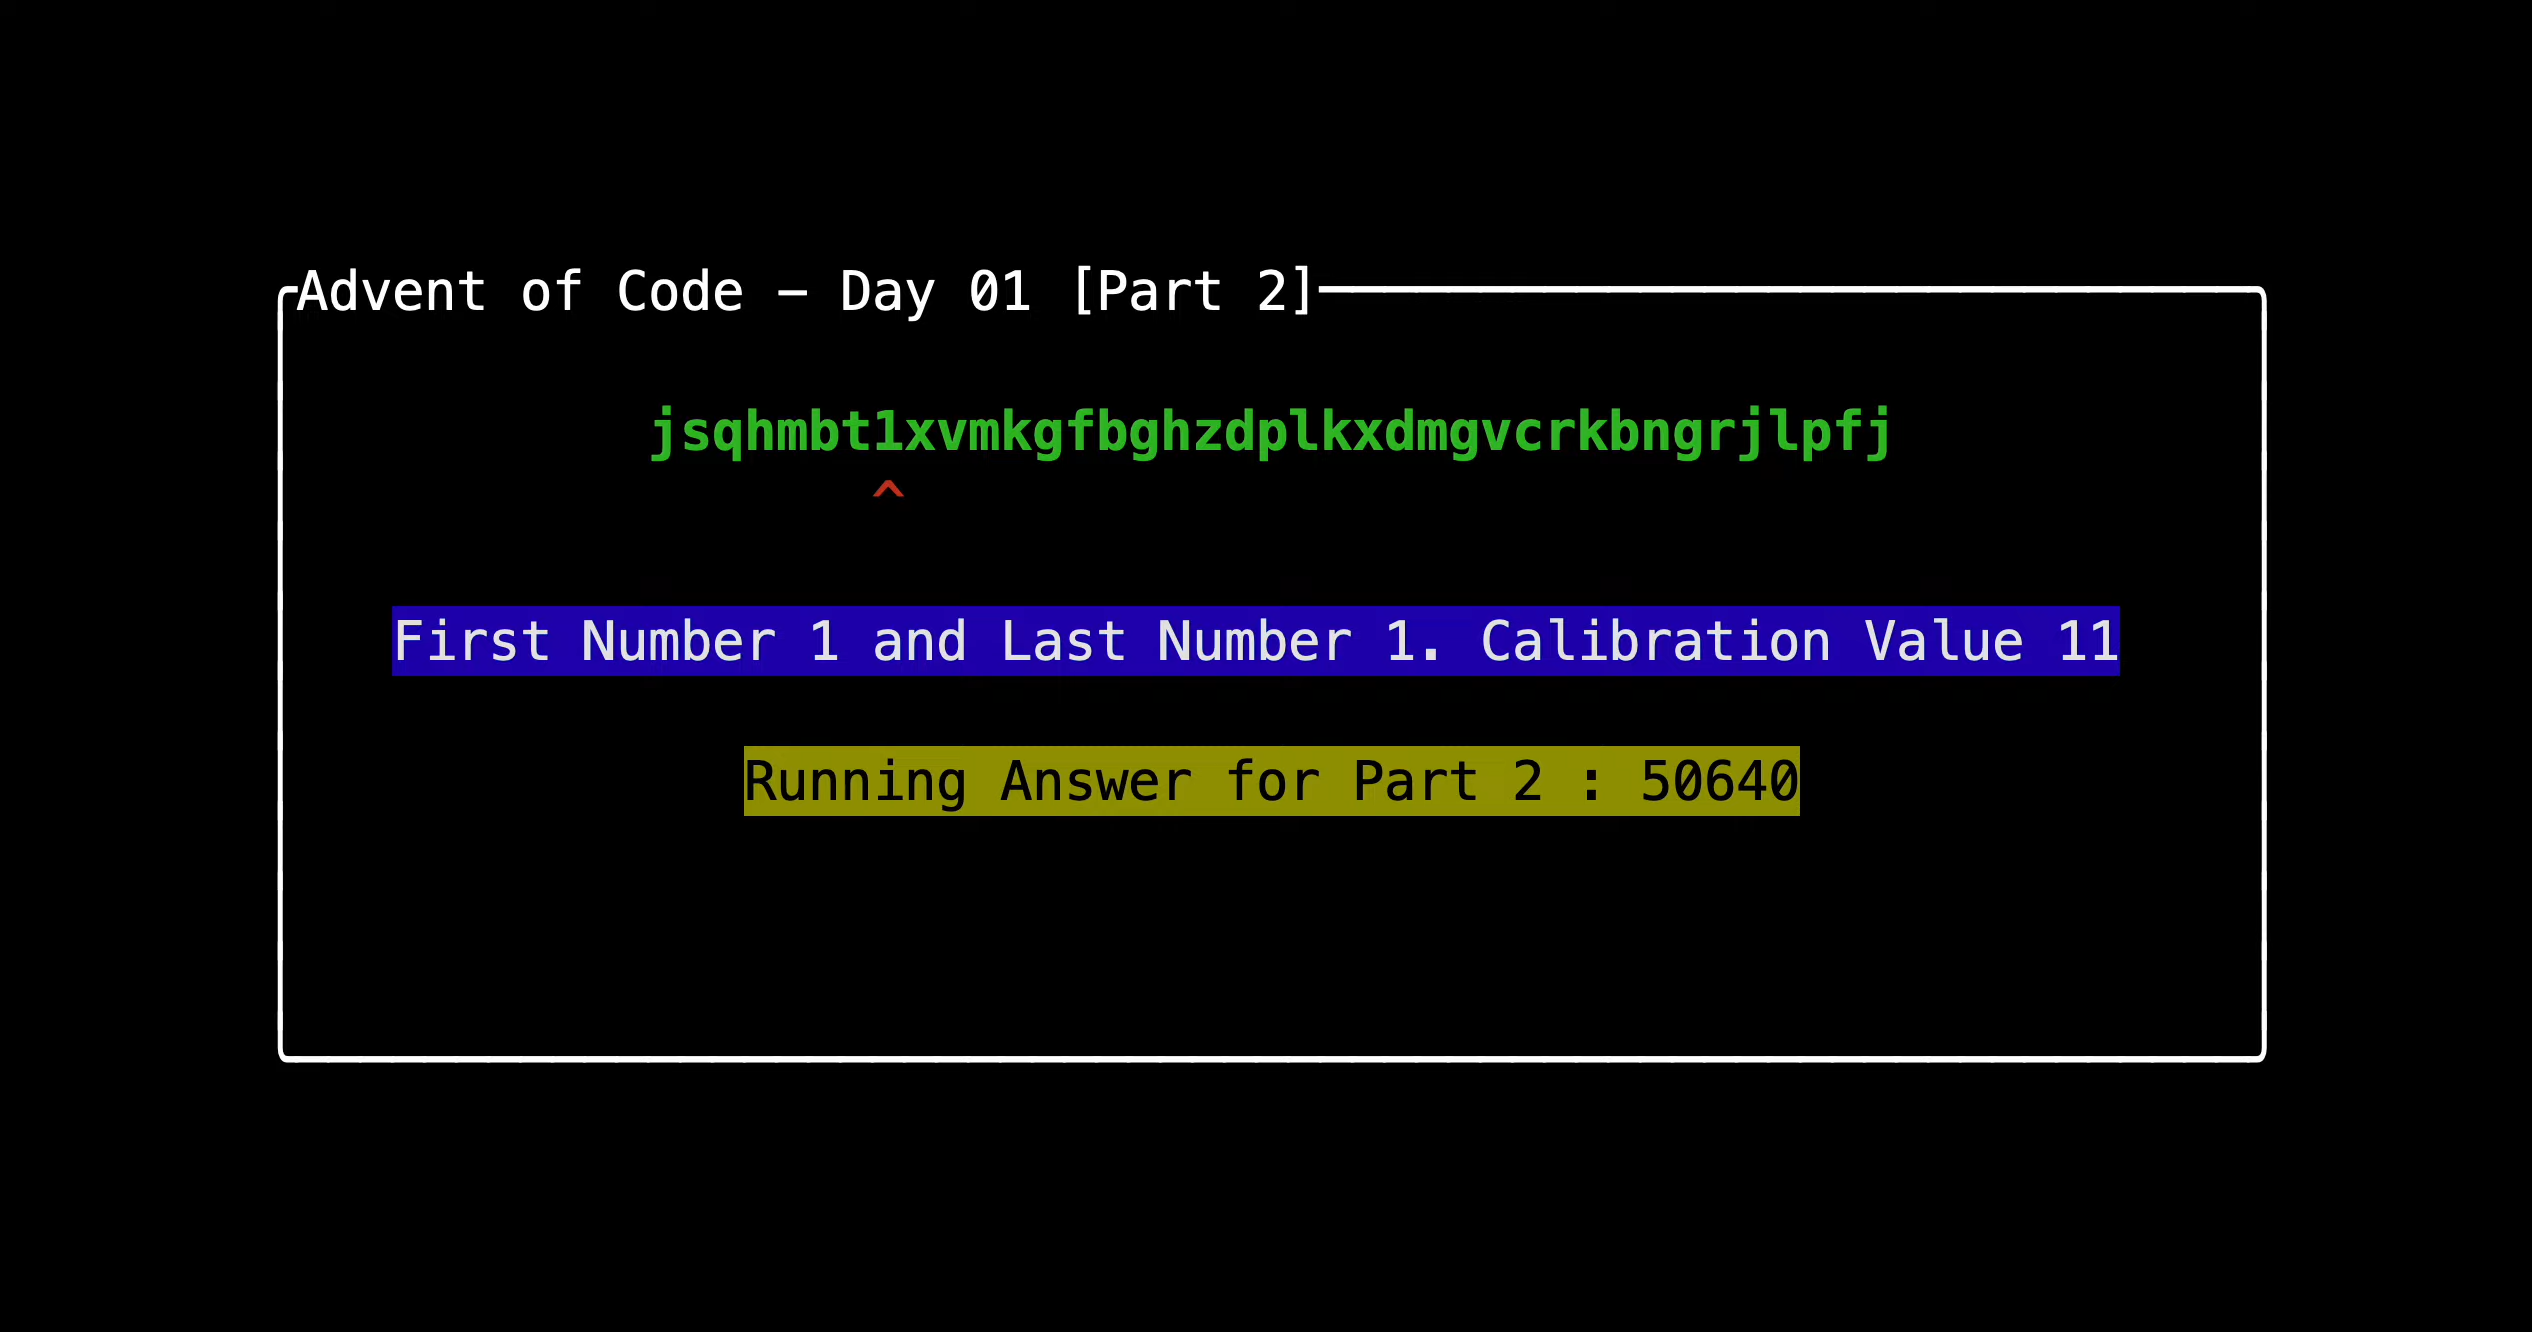 Advent of Code - Day 01 [Part 2]
jsqhmbt1xvmkgfbghzdplkxdmgvcrkbngrjlpfj
^
First Number 1 and Last Number 1. Calibration Value 11
Running Answer for Part 2 : 50640